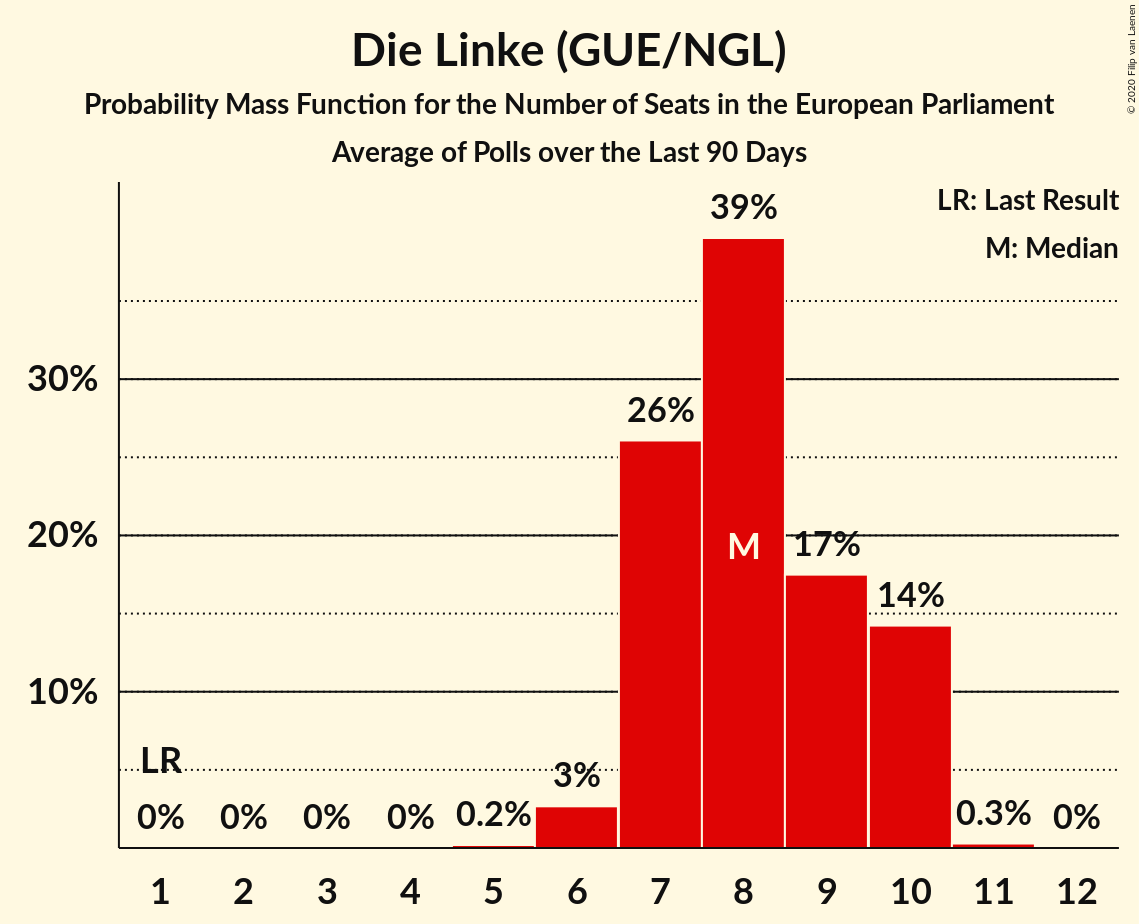 Die Linke (GUE/NGL)
Probability Mass Function for the Number of Seats in the European Parliament
Average of Polls over the Last 90 Days
© 2020 Filip van Laenen
LR: Last Result
M: Median
39%
30%
26%
20%
M
17%
14%
10%
LR
3%
0% 0% 0% 0% 0.2% 0.3% 0%
1 2 3 4 5 6 7 8 9 10 11 12